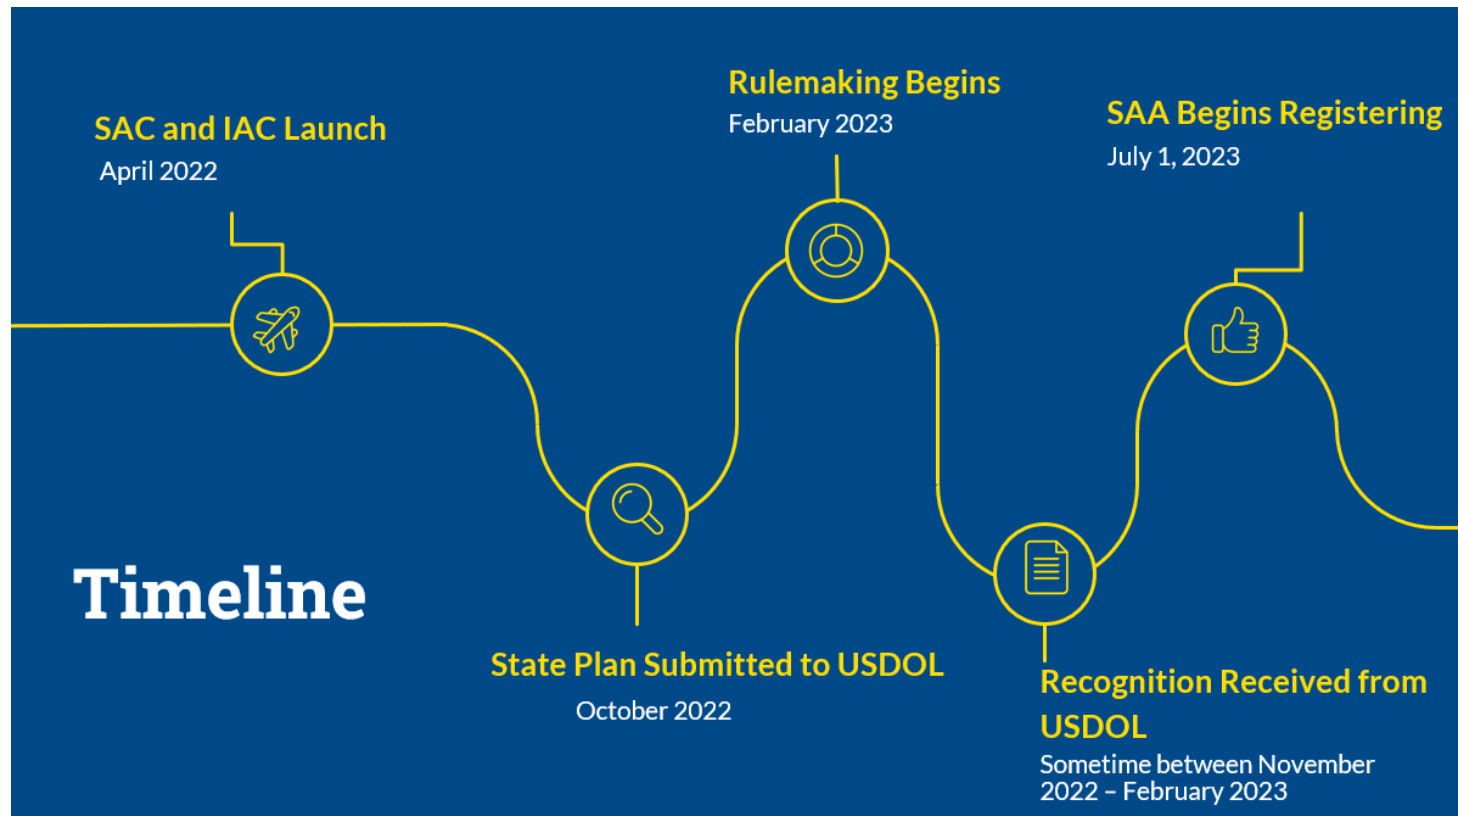 SAC and IAC Launch
April 2022
State Plan Submitted to USDOL
October 2022
Rulemaking Begins
February 2023
Recognition Received from
USDOL
Sometime between November
2022 – February 2023
SAA Begins Registering
July 1, 2023
Timeline